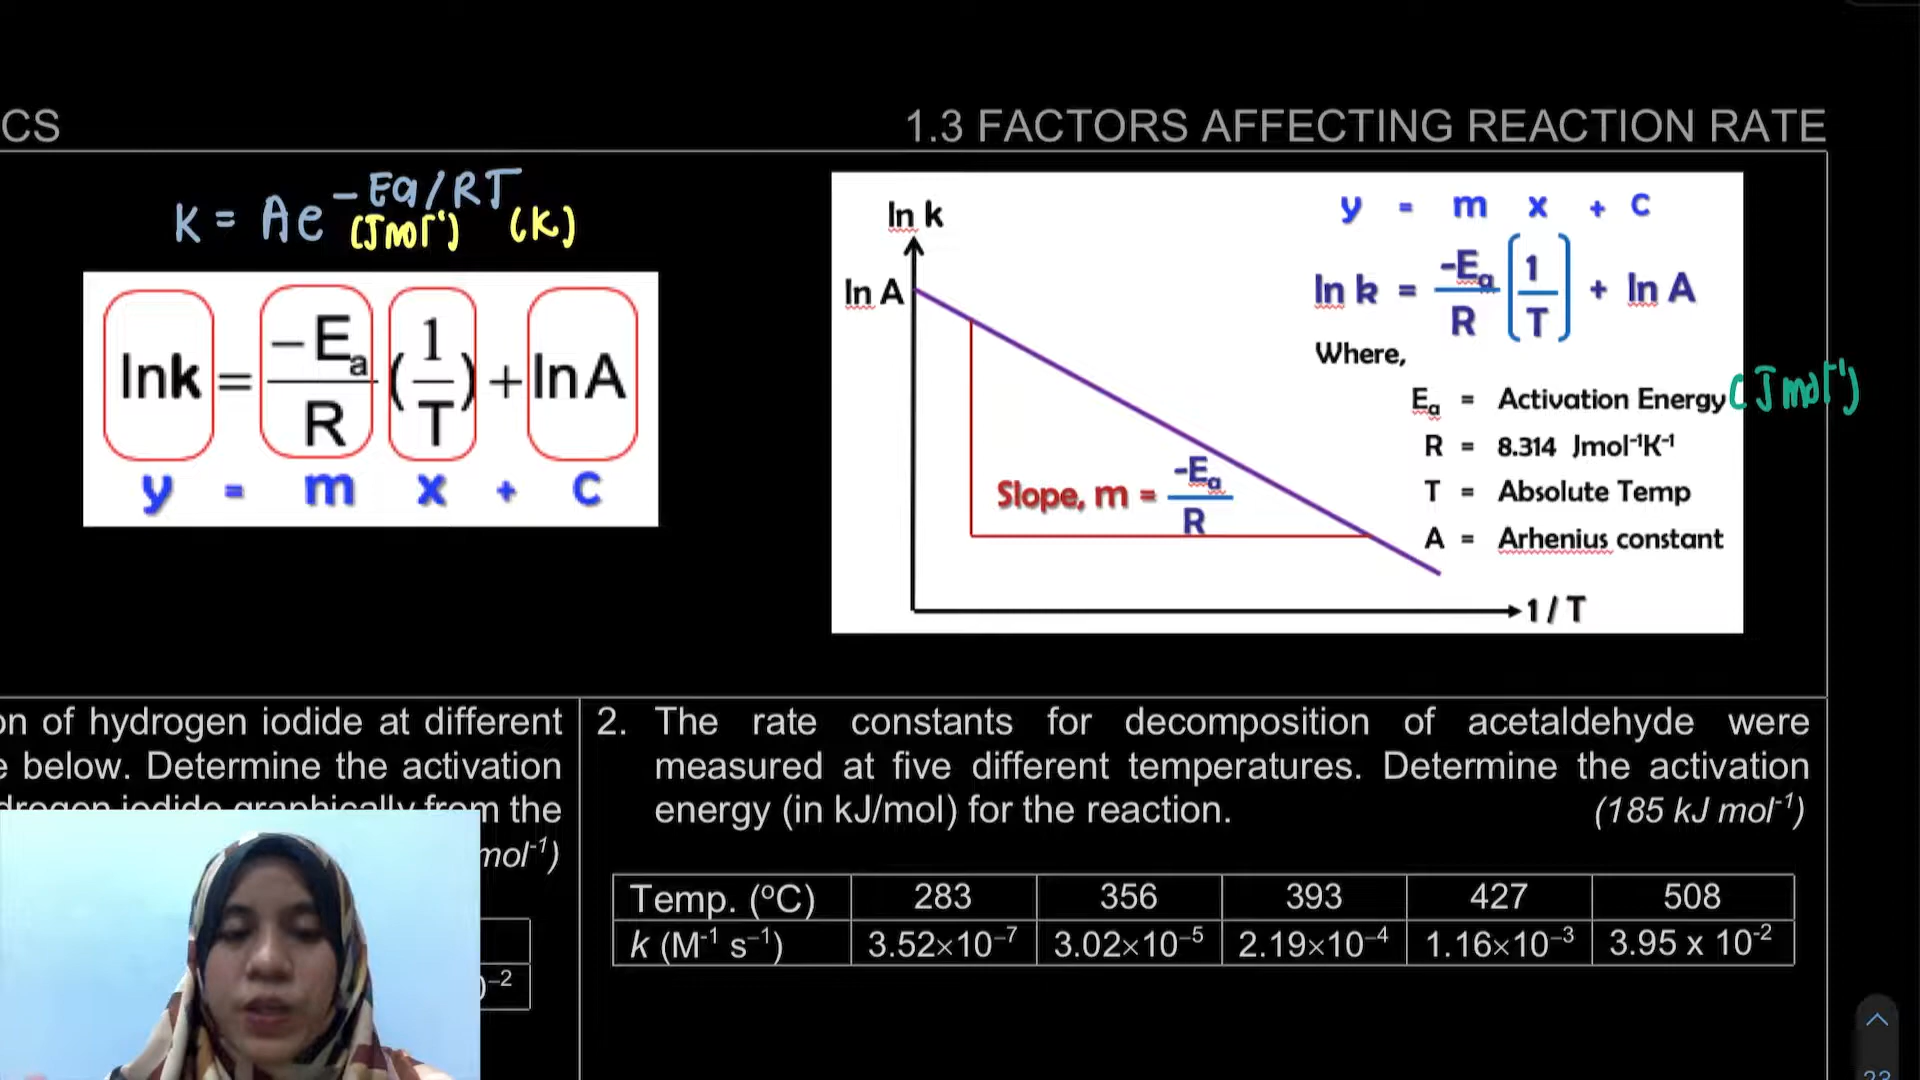 CS
1.3 FACTORS AFFECTING REACTION RATE
K = Ae^-Ea/RT
(Jmol⁻¹) (K)
lnk = -Ea/R (1/T) + lnA
y = m x + c
ln k
ln A
Slope, m = -Ea/R
1 / T
y = m x + c
ln k = -Ea/R [1/T] + ln A
Where,
Ea = Activation Energy (Jmol⁻¹)
R = 8.314 Jmol⁻¹K⁻¹
T = Absolute Temp
A = Arhenius constant
on of hydrogen iodide at different
e below. Determine the activation
drogen iodide graphically from the
mol⁻¹)
⁻²
2. The rate constants for decomposition of acetaldehyde were
measured at five different temperatures. Determine the activation
energy (in kJ/mol) for the reaction. (185 kJ mol⁻¹)
Temp. (°C) 283 356 393 427 508
k (M⁻¹ s⁻¹) 3.52×10⁻⁷ 3.02×10⁻⁵ 2.19×10⁻⁴ 1.16×10⁻³ 3.95 x 10⁻²